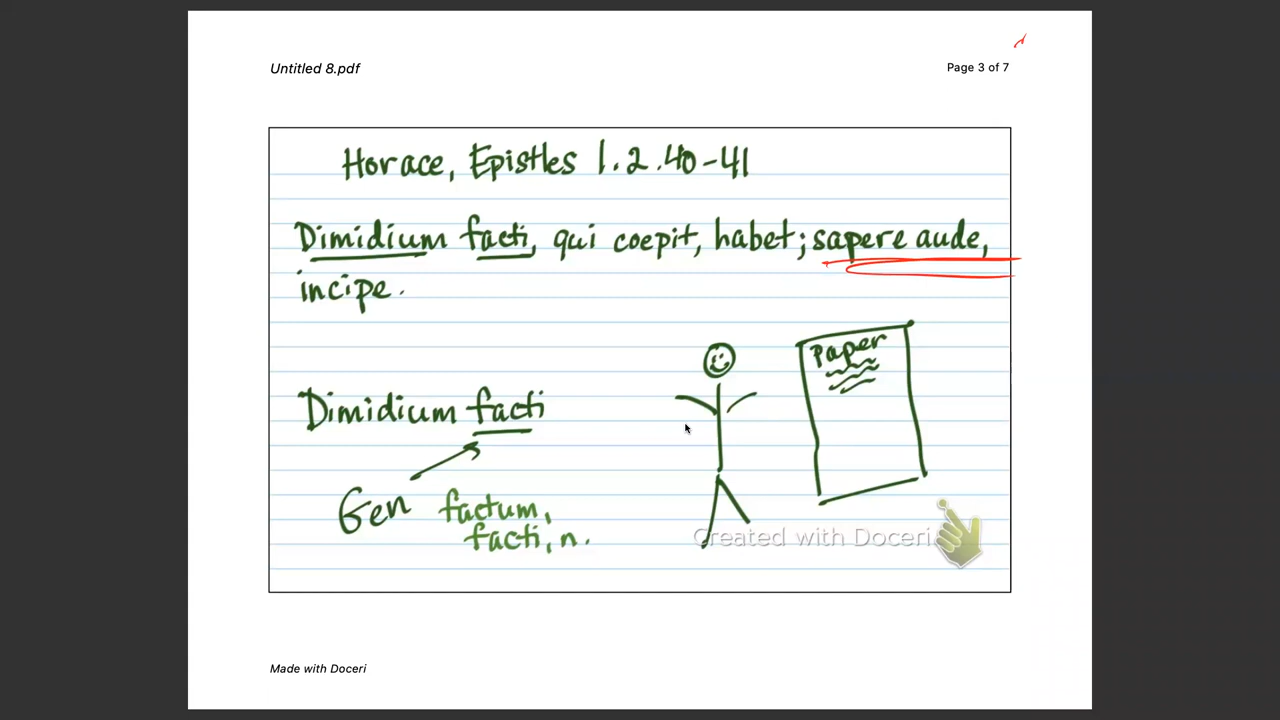 Untitled 8.pdf
Page 3 of 7
Horace, Epistles 1.2.40-41
Dimidium facti, qui coepit, habet; sapere aude,
incipe.
Paper
Dimidium facti
Gen factum,
facti, n.
Created with Doceri
Made with Doceri